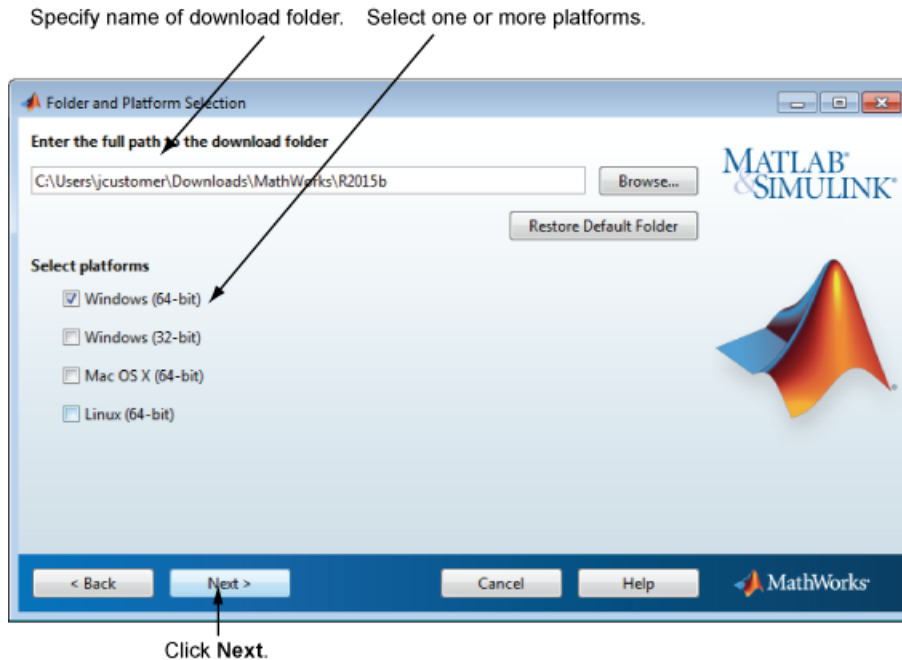 Specify name of download folder. Select one or more platforms.
Folder and Platform Selection
Enter the full path to the download folder
C:\Users\jcustomer\Downloads\MathWorks\R2015b
Browse...
MATLAB®
&SIMULINK®
Restore Default Folder
Select platforms
Windows (64-bit)
Windows (32-bit)
Mac OS X (64-bit)
Linux (64-bit)
< Back Next > Cancel Help MathWorks®
Click Next.